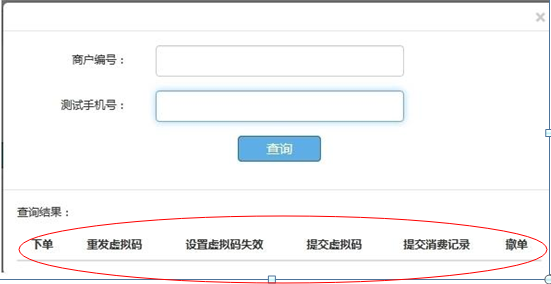 ×
商户编号：
测试手机号：
查询
查询结果：
下单 重发虚拟码 设置虚拟码失效 提交虚拟码 提交消费记录 撤单